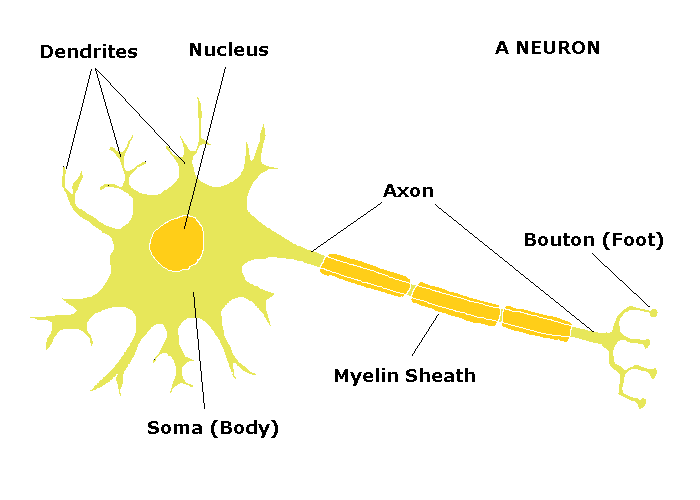 Dendrites
Nucleus
A NEURON
Axon
Bouton (Foot)
Myelin Sheath
Soma (Body)